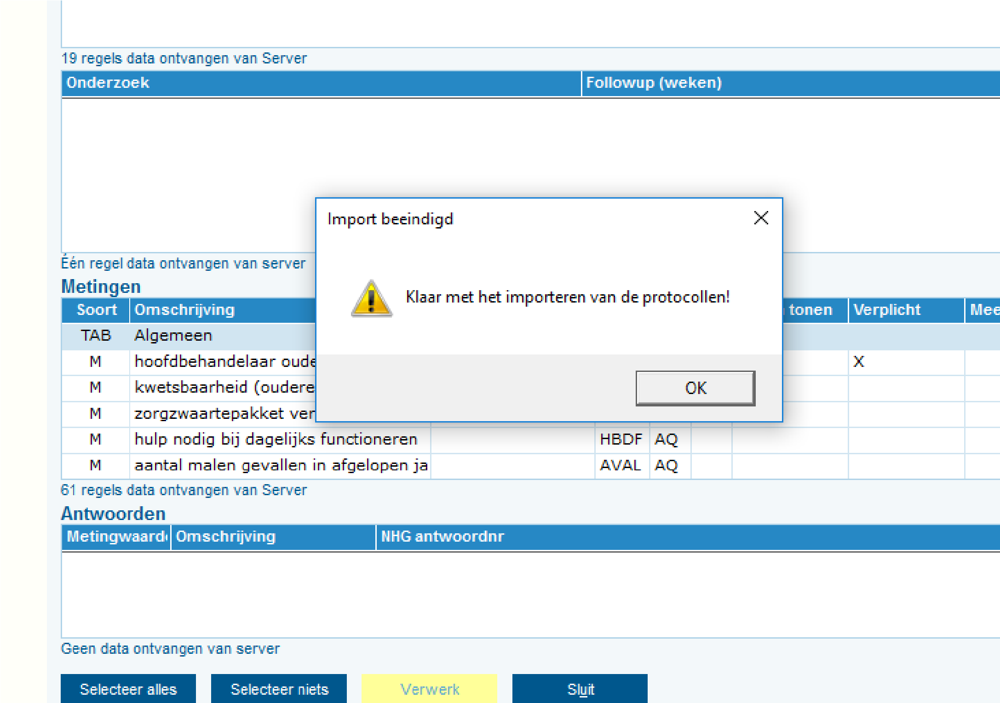 19 regels data ontvangen van Server
Onderzoek Followup (weken)
Import beeindigd
Klaar met het importeren van de protocollen!
OK
Één regel data ontvangen van server
Metingen
Soort Omschrijving tonen Verplicht Mee
TAB Algemeen
M hoofdbehandelaar oude X
M kwetsbaarheid (oudere
M zorgzwaartepakket ver
M hulp nodig bij dagelijks functioneren HBDF AQ
M aantal malen gevallen in afgelopen ja AVAL AQ
61 regels data ontvangen van Server
Antwoorden
Metingwaard Omschrijving NHG antwoordnr
Geen data ontvangen van server
Selecteer alles Selecteer niets Verwerk Sluit